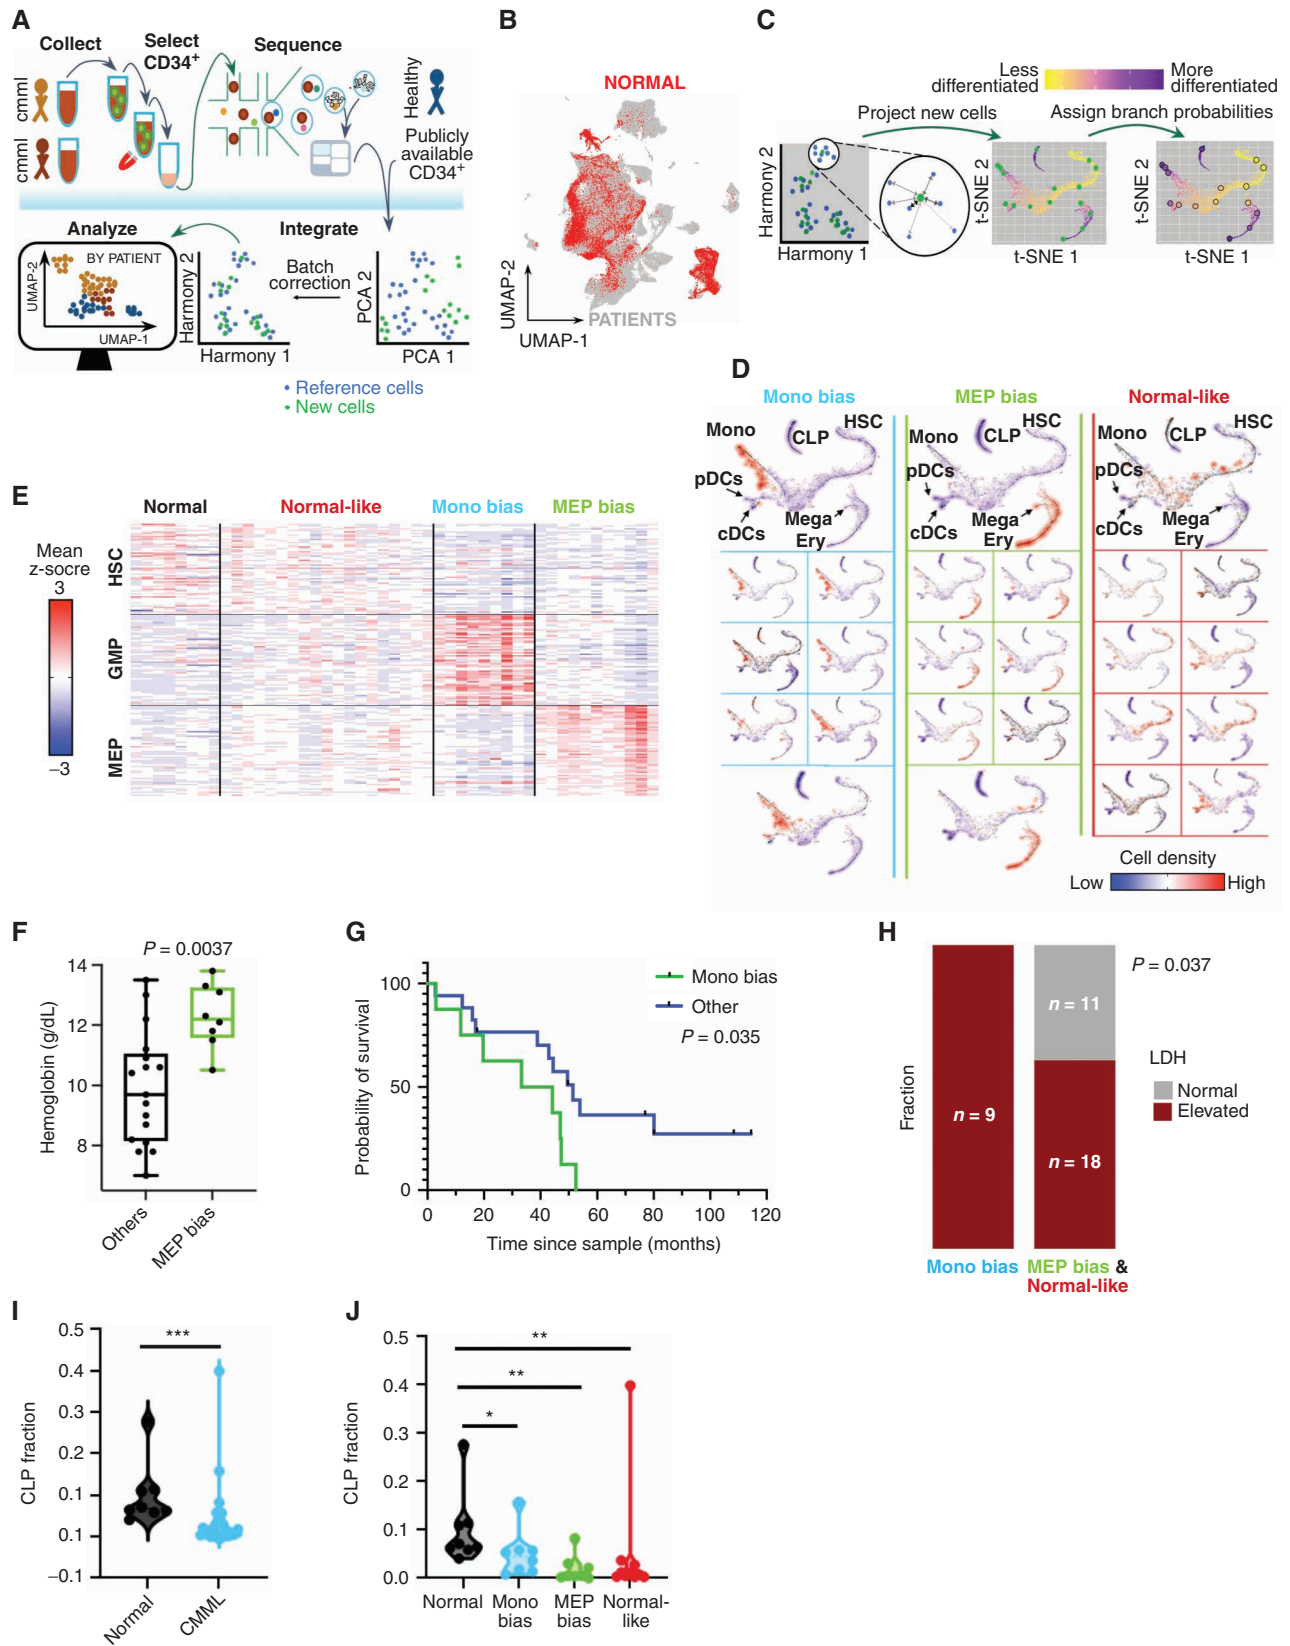 A
Collect
Select
CD34+
Sequence
cmml
cmml
Healthy
Publicly
available
CD34+
Analyze
Integrate
BY PATIENT
UMAP-2
UMAP-1
Harmony 2
Harmony 1
Batch
correction
PCA 2
PCA 1
• Reference cells
• New cells
B
NORMAL
PATIENTS
UMAP-2
UMAP-1
C
Less
differentiated
More
differentiated
Project new cells
Assign branch probabilities
Harmony 2
Harmony 1
t-SNE 2
t-SNE 1
t-SNE 2
t-SNE 1
D
Mono bias
MEP bias
Normal-like
Mono
CLP
HSC
pDCs
cDCs
Mega
Ery
Mono
CLP
HSC
pDCs
cDCs
Mega
Ery
Mono
CLP
HSC
pDCs
cDCs
Mega
Ery
Cell density
Low
High
E
Normal
Normal-like
Mono bias
MEP bias
Mean
z-socre
3
−3
HSC
GMP
MEP
F
P = 0.0037
Hemoglobin (g/dL)
14
12
10
8
Others
MEP bias
G
Probability of survival
100
50
0
Mono bias
Other
P = 0.035
0
20
40
60
80
100
120
Time since sample (months)
H
Fraction
n = 9
n = 11
n = 18
P = 0.037
LDH
Normal
Elevated
Mono bias
MEP bias &
Normal-like
I
CLP fraction
0.5
0.4
0.3
0.2
0.1
0.1
−0.1
***
Normal
CMML
J
CLP fraction
0.5
0.4
0.3
0.2
0.1
0.0
**
**
*
Normal
Mono
bias
MEP
bias
Normal-
like